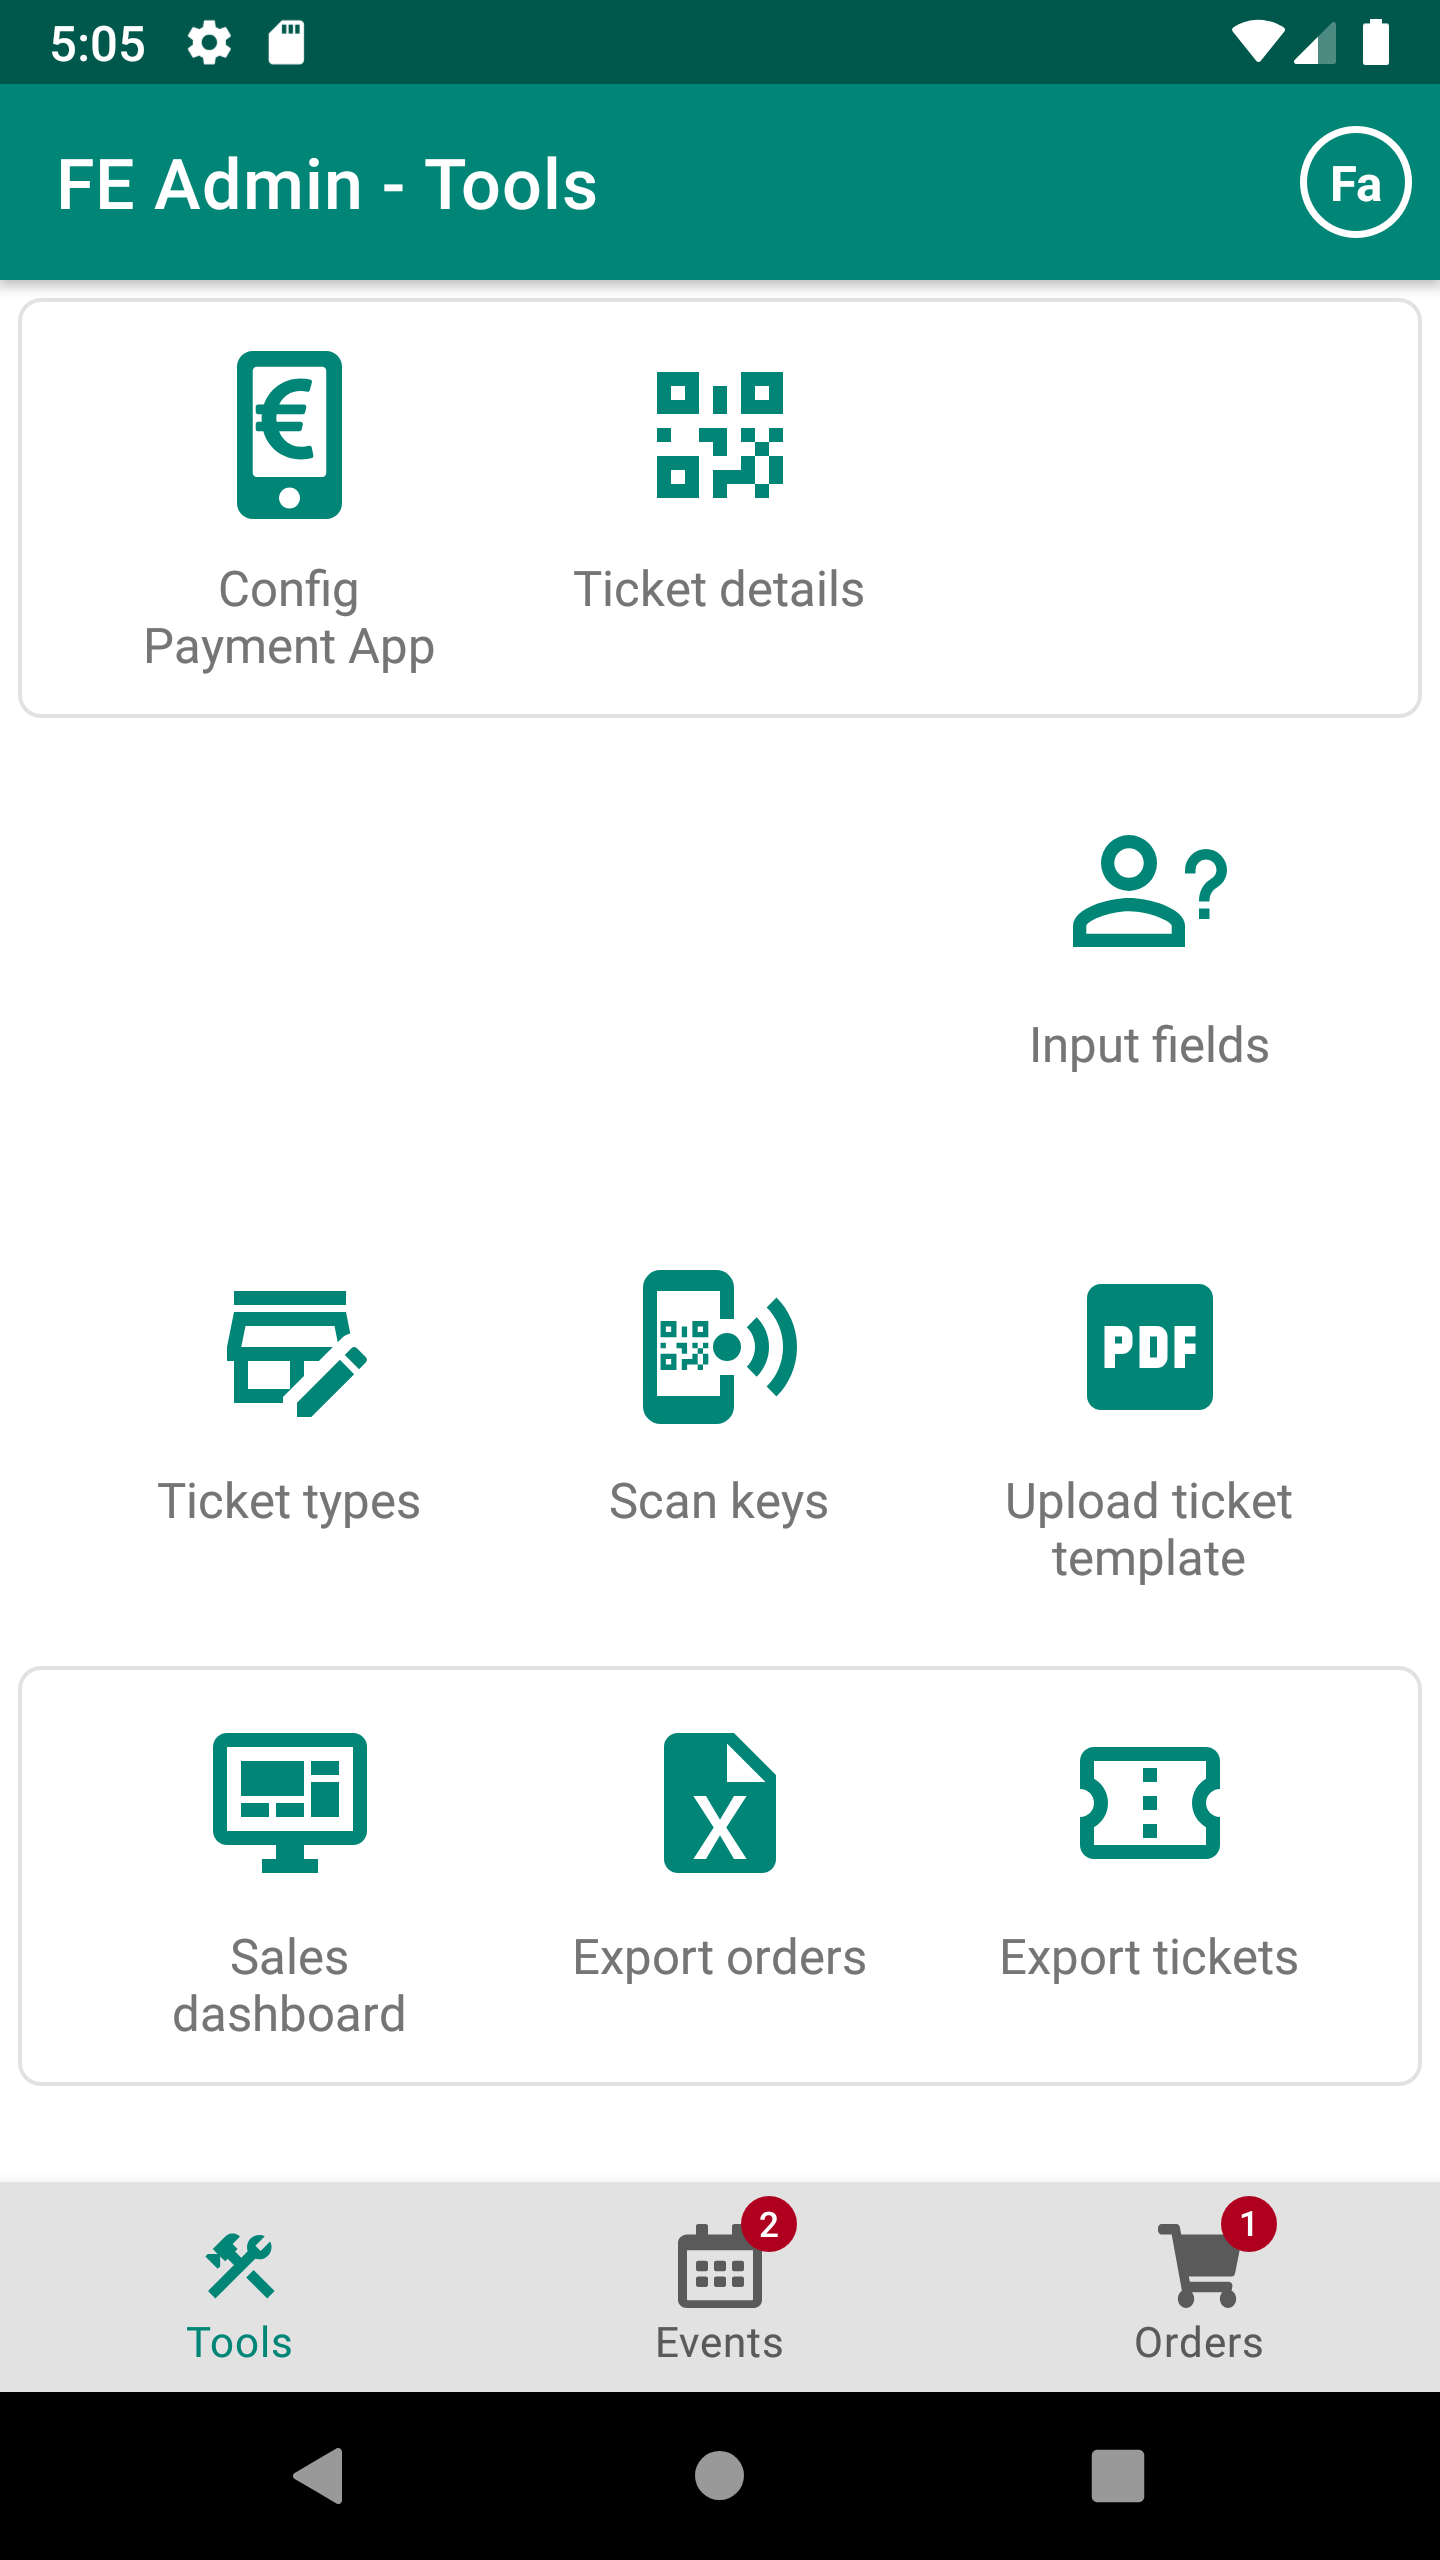 5:05
FE Admin - Tools
Fa
€
Config
Payment App
Ticket details
?
Input fields
Ticket types
Scan keys
PDF
Upload ticket
template
X
Sales
dashboard
Export orders
Export tickets
2
1
Tools
Events
Orders